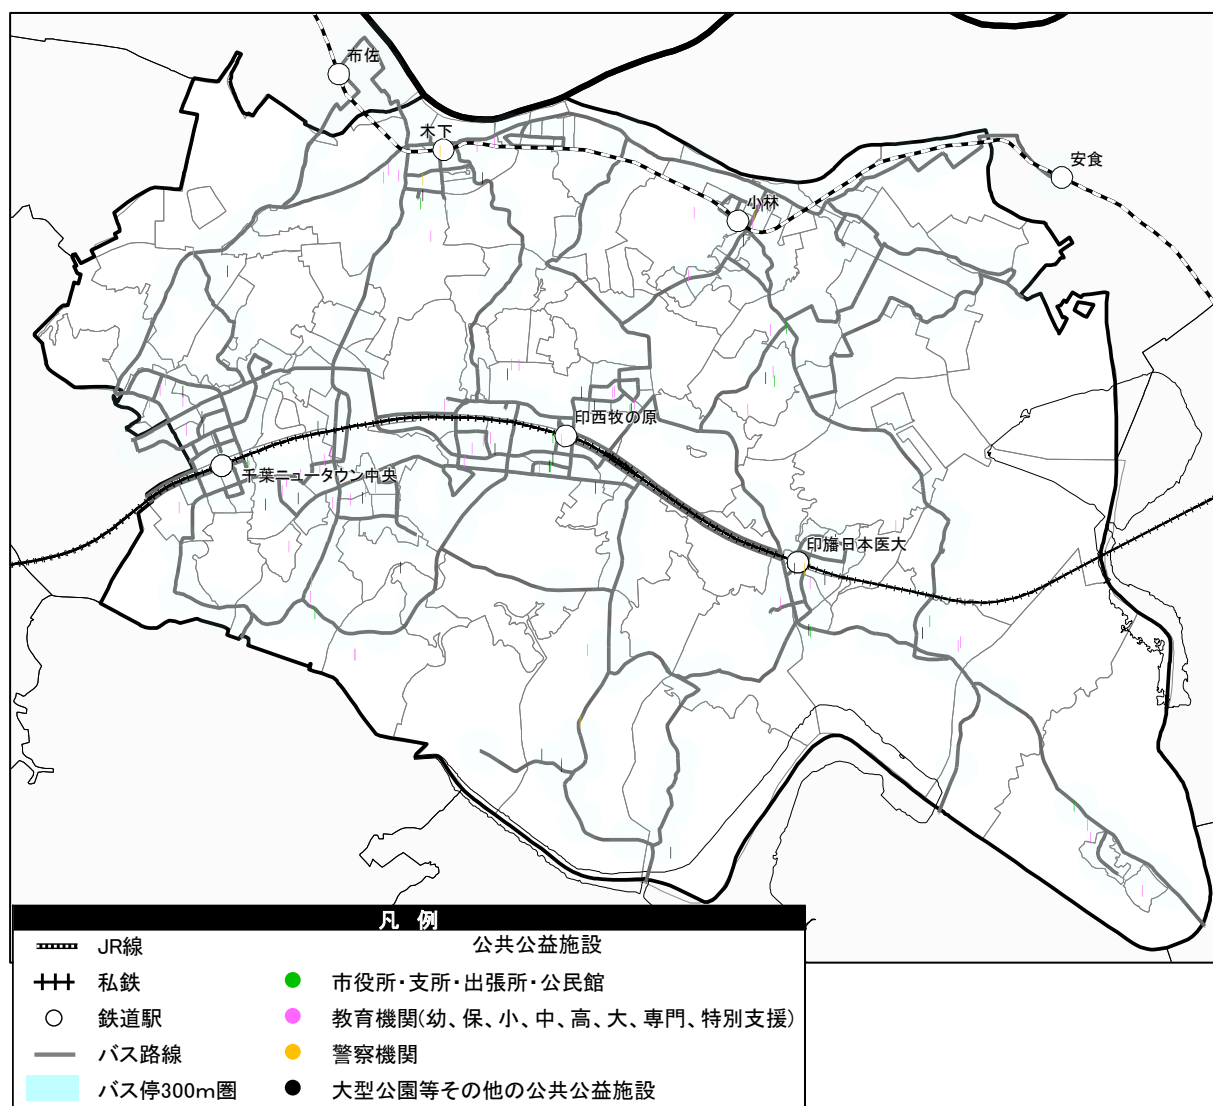 布佐
木下
安食
小林
印西牧の原
千葉ニュータウン中央
印旛日本医大
凡 例
JR線
公共公益施設
私鉄
市役所・支所・出張所・公民館
鉄道駅
教育機関(幼、保、小、中、高、大、専門、特別支援)
バス路線
警察機関
バス停300m圏
大型公園等その他の公共公益施設